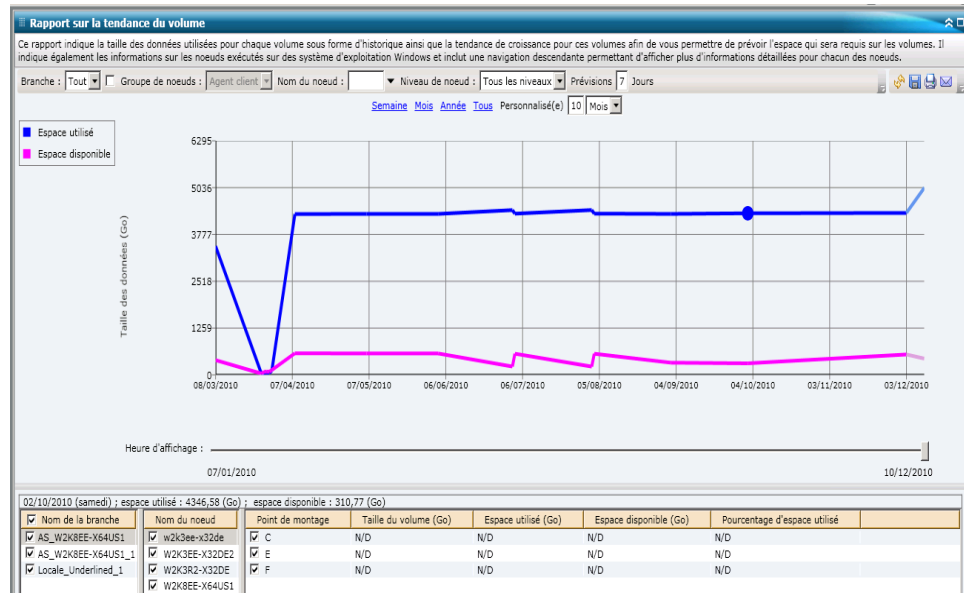 Rapport sur la tendance du volume
Ce rapport indique la taille des données utilisées pour chaque volume sous forme d'historique ainsi que la tendance de croissance pour ces volumes afin de vous permettre de prévoir l'espace qui sera requis sur les volumes. Il
indique également les informations sur les noeuds exécutés sur des système d'exploitation Windows et inclut une navigation descendante permettant d'afficher plus d'informations détaillées pour chacun des noeuds.
Branche : Tout Groupe de noeuds : Agent client Nom du noeud : Niveau de noeud : Tous les niveaux Prévisions 7 Jours
Semaine Mois Année Tous Personnalisé(e) 10 Mois
Espace utilisé
Espace disponible
Taille des données (Go)
6295
5036
3777
2518
1259
0
08/03/2010 07/04/2010 07/05/2010 06/06/2010 06/07/2010 05/08/2010 04/09/2010 04/10/2010 03/11/2010 03/12/2010
Heure d'affichage :
07/01/2010 10/12/2010
02/10/2010 (samedi) ; espace utilisé : 4346,58 (Go) ; espace disponible : 310,77 (Go)
Nom de la branche Nom du noeud Point de montage Taille du volume (Go) Espace utilisé (Go) Espace disponible (Go) Pourcentage d'espace utilisé
AS_W2K8EE-X64US1 w2k3ee-x32de C N/D N/D N/D N/D
AS_W2K8EE-X64US1_1 W2K3EE-X32DE2 E N/D N/D N/D N/D
Locale_Underlined_1 W2K3R2-X32DE F N/D N/D N/D N/D
W2K8EE-X64US1